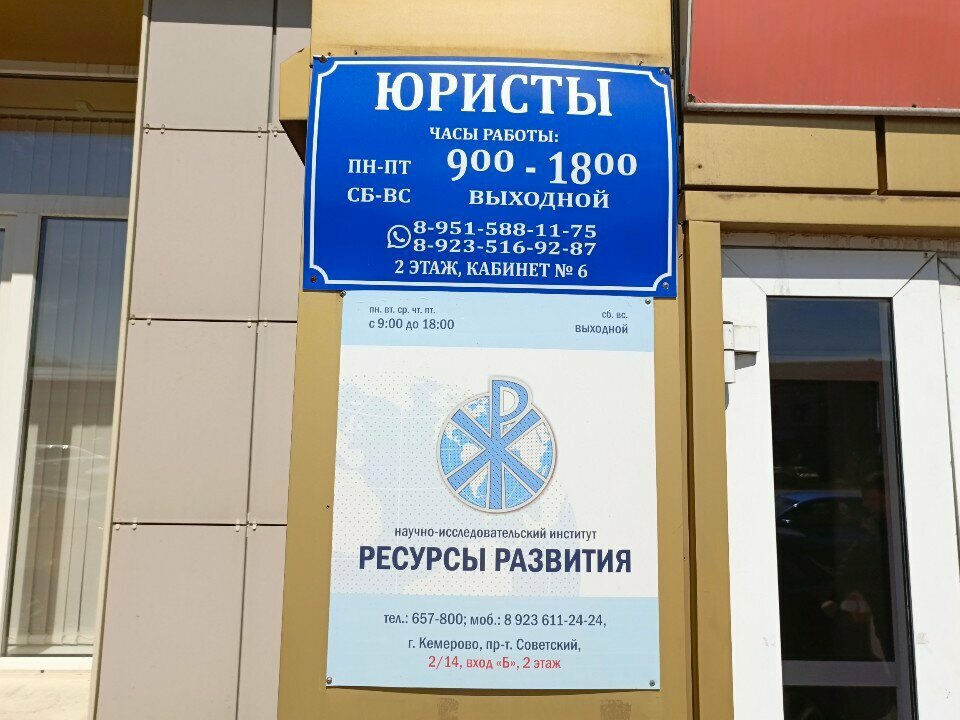 ЮРИСТЫ
ЧАСЫ РАБОТЫ:
ПН-ПТ 9⁰⁰ - 18⁰⁰
СБ-ВС ВЫХОДНОЙ
8-951-588-11-75
8-923-516-92-87
2 ЭТАЖ, КАБИНЕТ № 6
пн. вт. ср. чт. пт. сб. вс.
с 9:00 до 18:00 выходной
научно-исследовательский институт
РЕСУРСЫ РАЗВИТИЯ
тел.: 657-800; моб.: 8 923 611-24-24,
г. Кемерово, пр-т. Советский,
2/14, вход «Б», 2 этаж